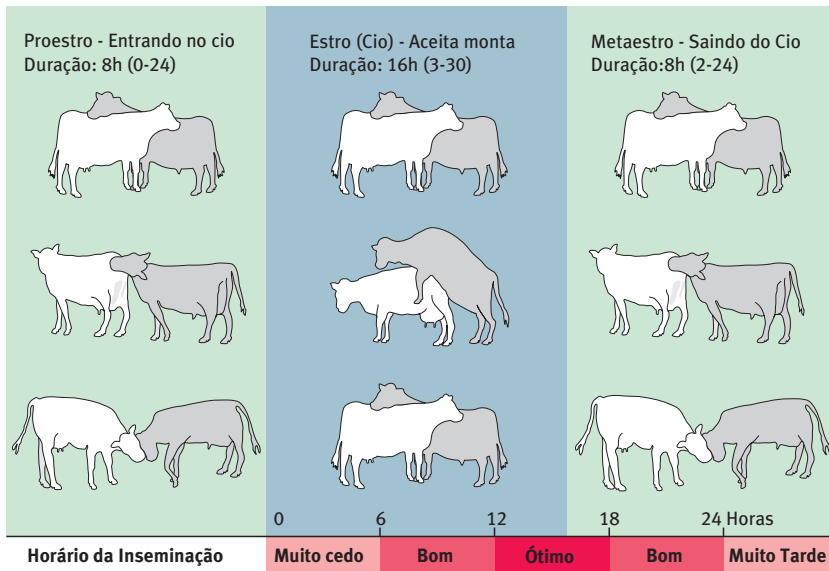 Proestro - Entrando no cio
Duração: 8h (0-24)
Estro (Cio) - Aceita monta
Duração: 16h (3-30)
Metaestro - Saindo do Cio
Duração:8h (2-24)
0 6 12 18 24 Horas
Horário da Inseminação Muito cedo Bom Ótimo Bom Muito Tarde